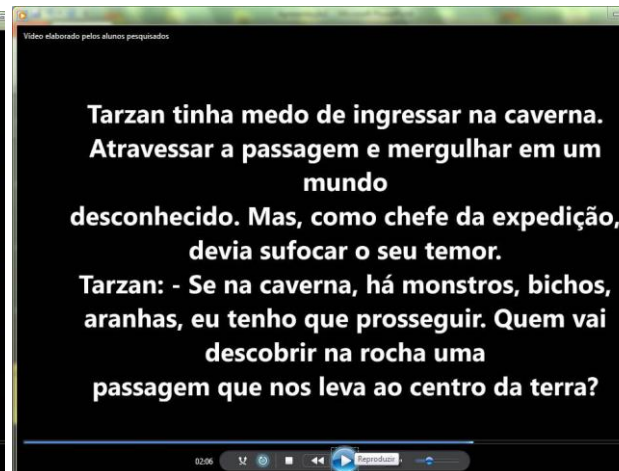 Vídeo elaborado pelos alunos pesquisados
Tarzan tinha medo de ingressar na caverna.
Atravessar a passagem e mergulhar em um
mundo
desconhecido. Mas, como chefe da expedição,
devia sufocar o seu temor.
Tarzan: - Se na caverna, há monstros, bichos,
aranhas, eu tenho que prosseguir. Quem vai
descobrir na rocha uma
passagem que nos leva ao centro da terra?
02:06
Reproduzir